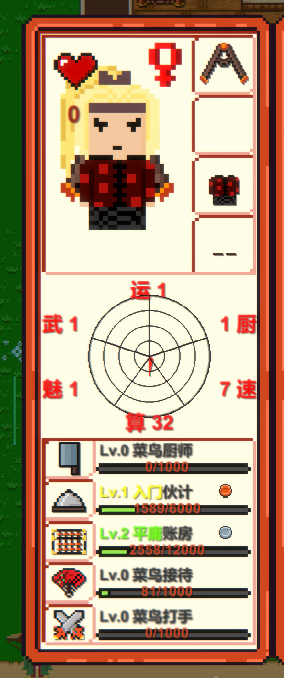 0
运 1
武 1
1 厨
魅 1
7 速
算 32
Lv.0 菜鸟厨师
0/1000
Lv.1 入门伙计
1589/6000
Lv.2 平庸账房
2558/12000
Lv.0 菜鸟接待
81/1000
Lv.0 菜鸟打手
0/1000